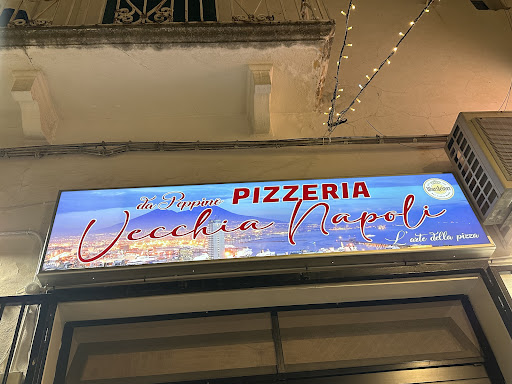 da Peppino PIZZERIA
Vecchia Napoli
L'arte della pizza